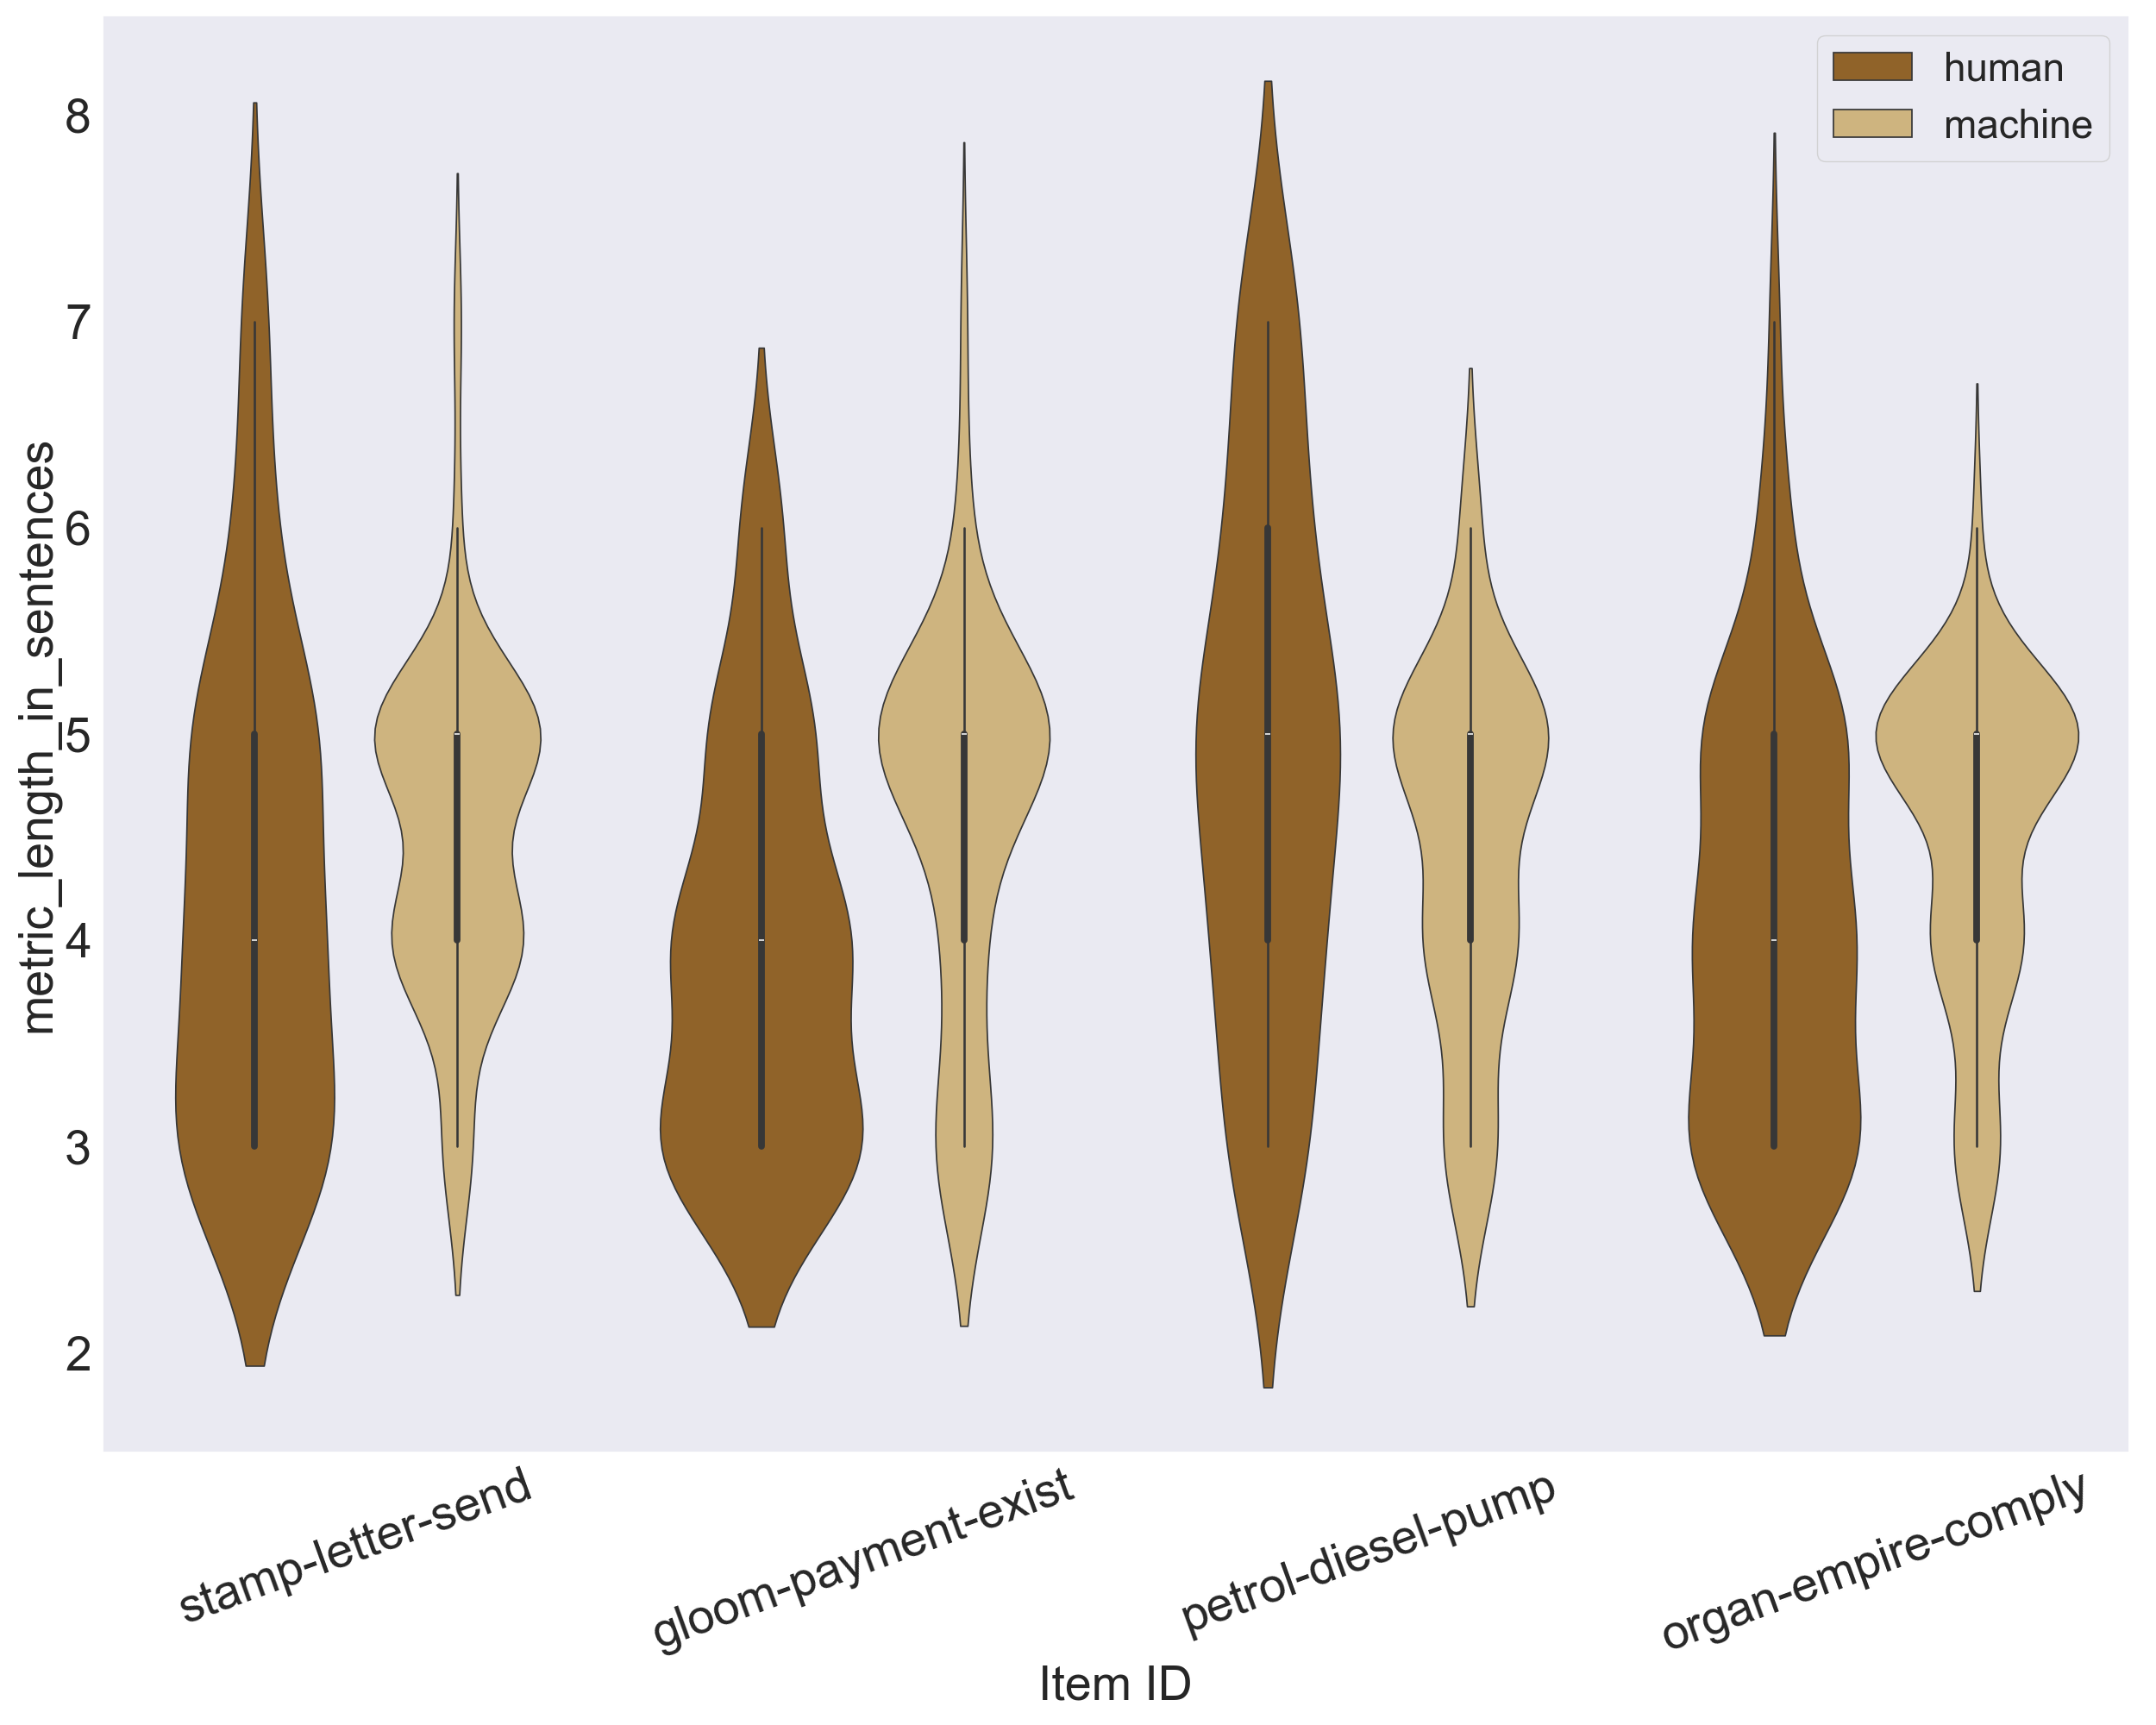 human
machine
8
7
6
5
4
3
2
metric_length_in_sentences
stamp-letter-send
gloom-payment-exist
petrol-diesel-pump
organ-empire-comply
Item ID